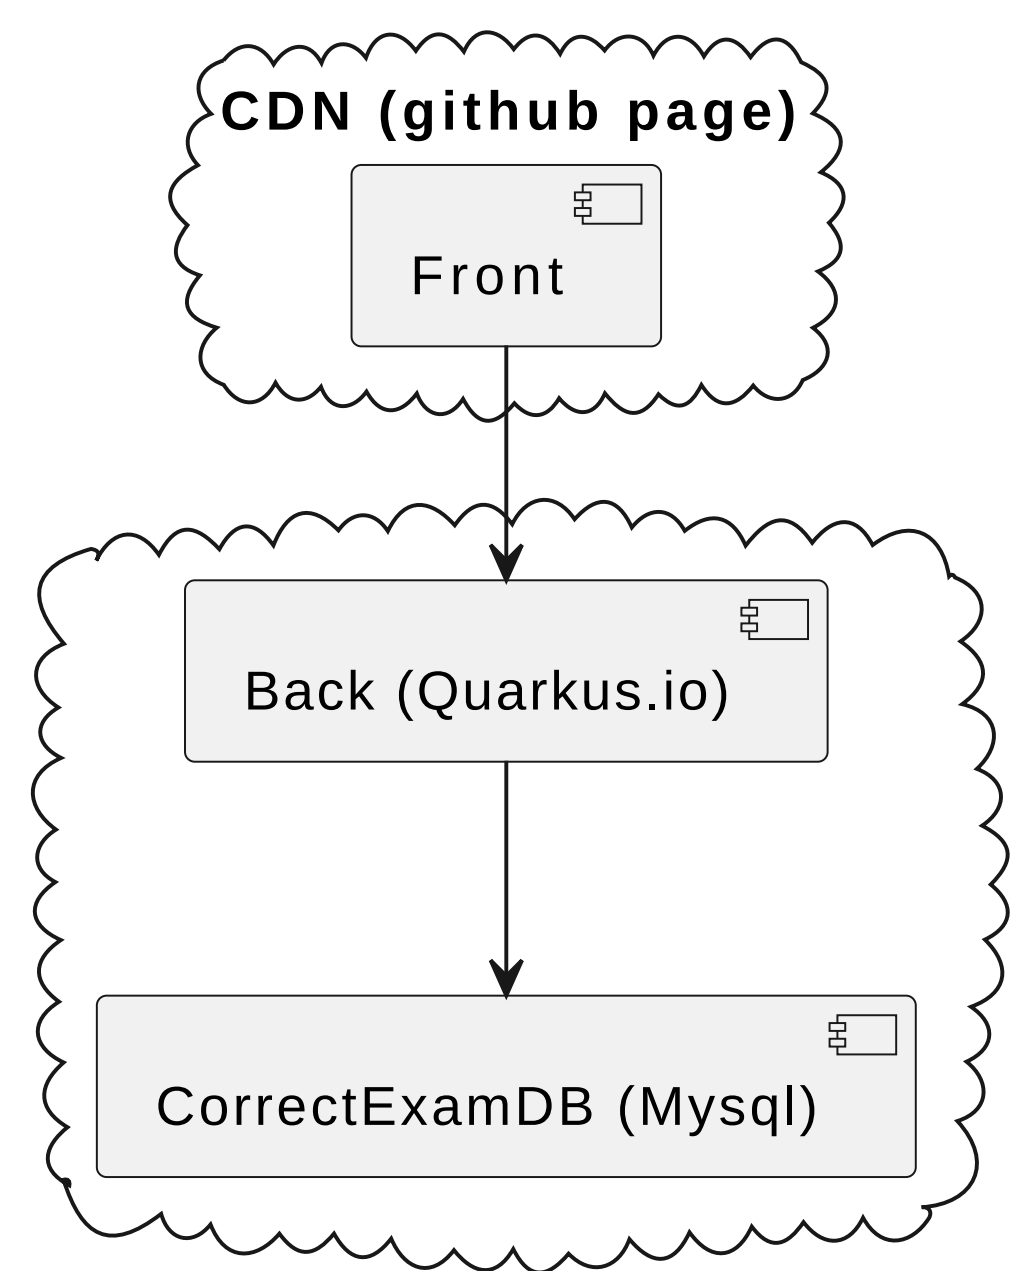 CDN (github page)
Front
Back (Quarkus.io)
CorrectExamDB (Mysql)